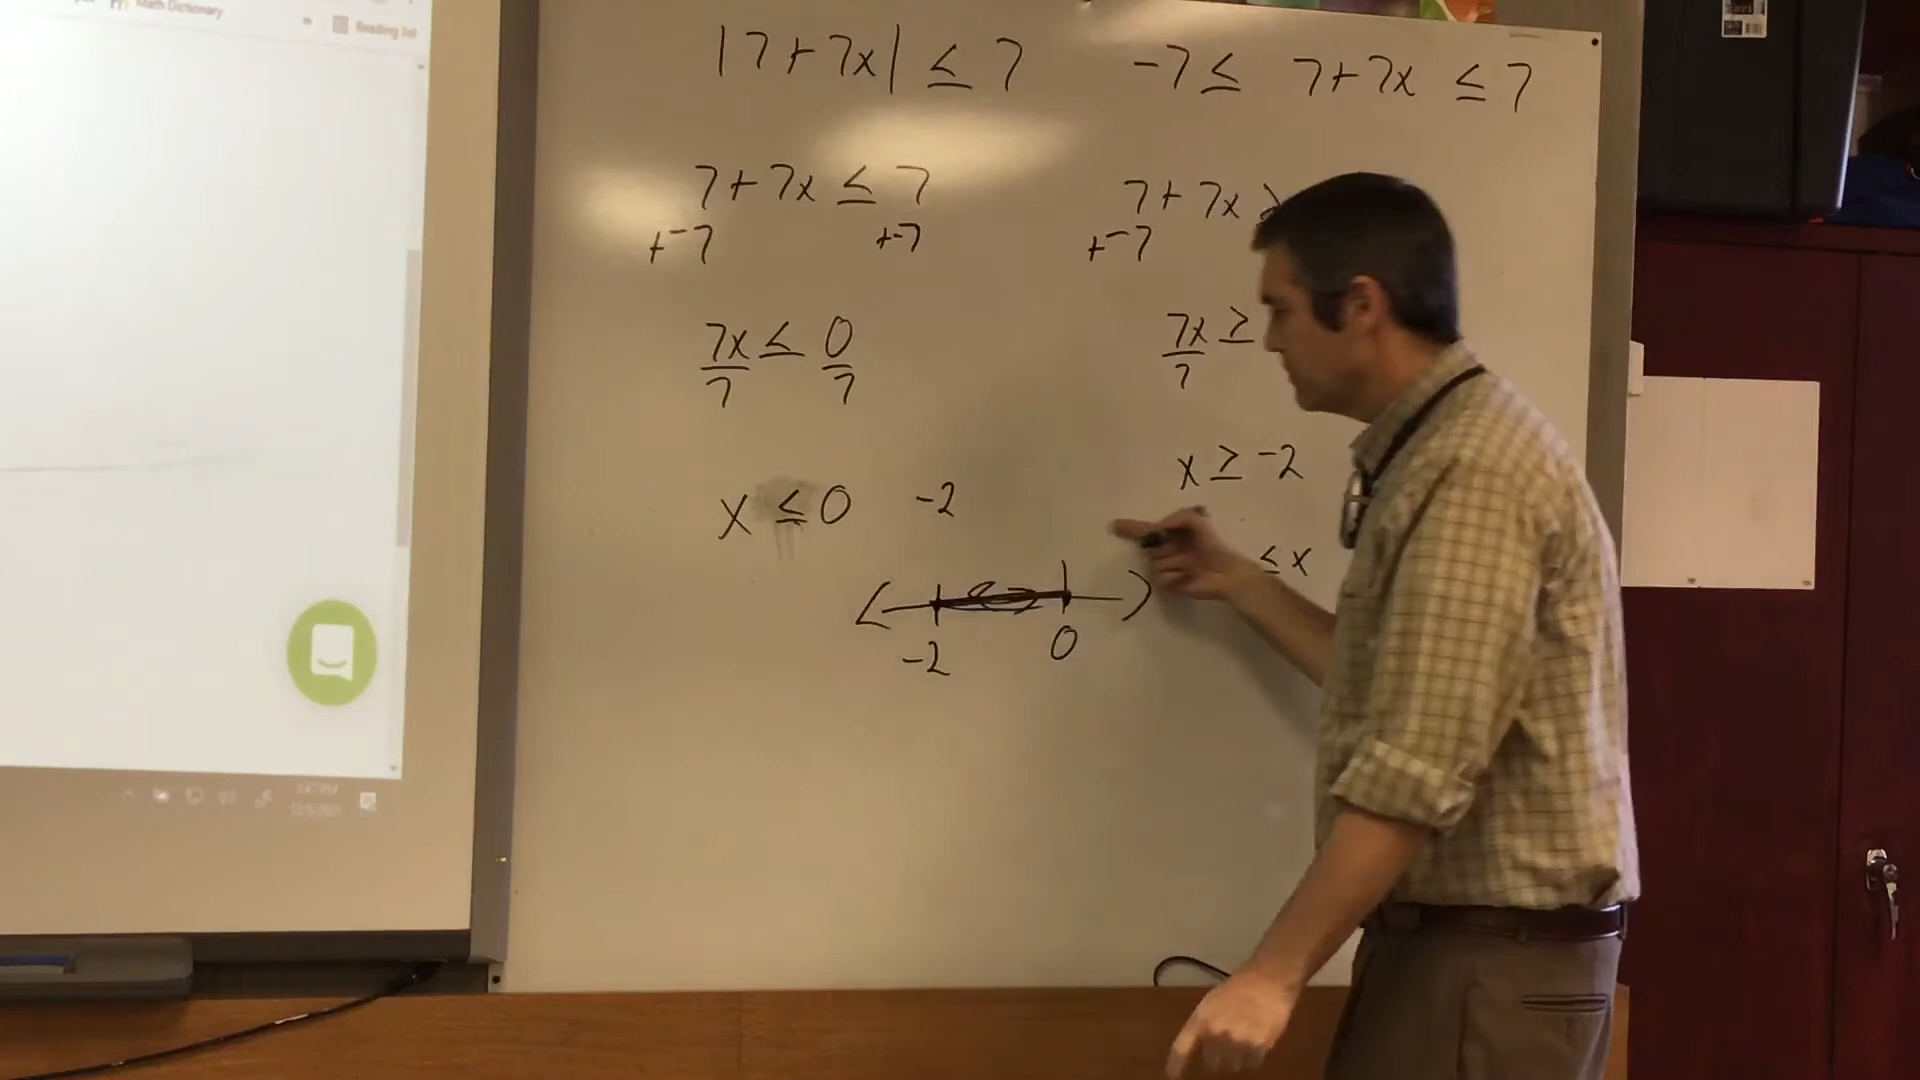 Math Dictionary
Reading list
|7+7x| ≤ 7
-7 ≤ 7+7x ≤ 7
7+7x ≤ 7
+-7 +-7
7x ≤ 0
7 7
x ≤ 0 -2
7+7x
+-7
7x ≥
7
x ≥ -2
≤ x
-2 0